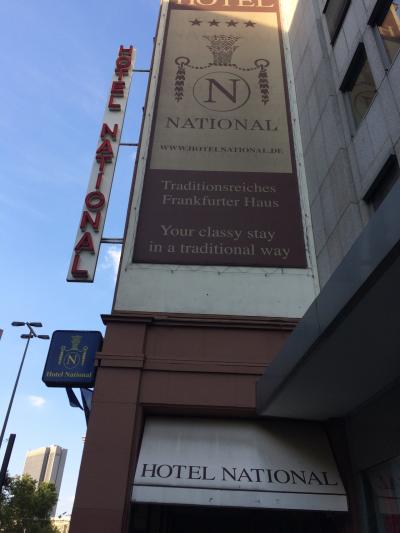 HOTEL
N
NATIONAL
WWW.HOTELNATIONAL.DE
Traditionsreiches
Frankfurter Haus
Your classy stay
in a traditional way
HOTEL NATIONAL
N
Hotel National
HOTEL NATIONAL